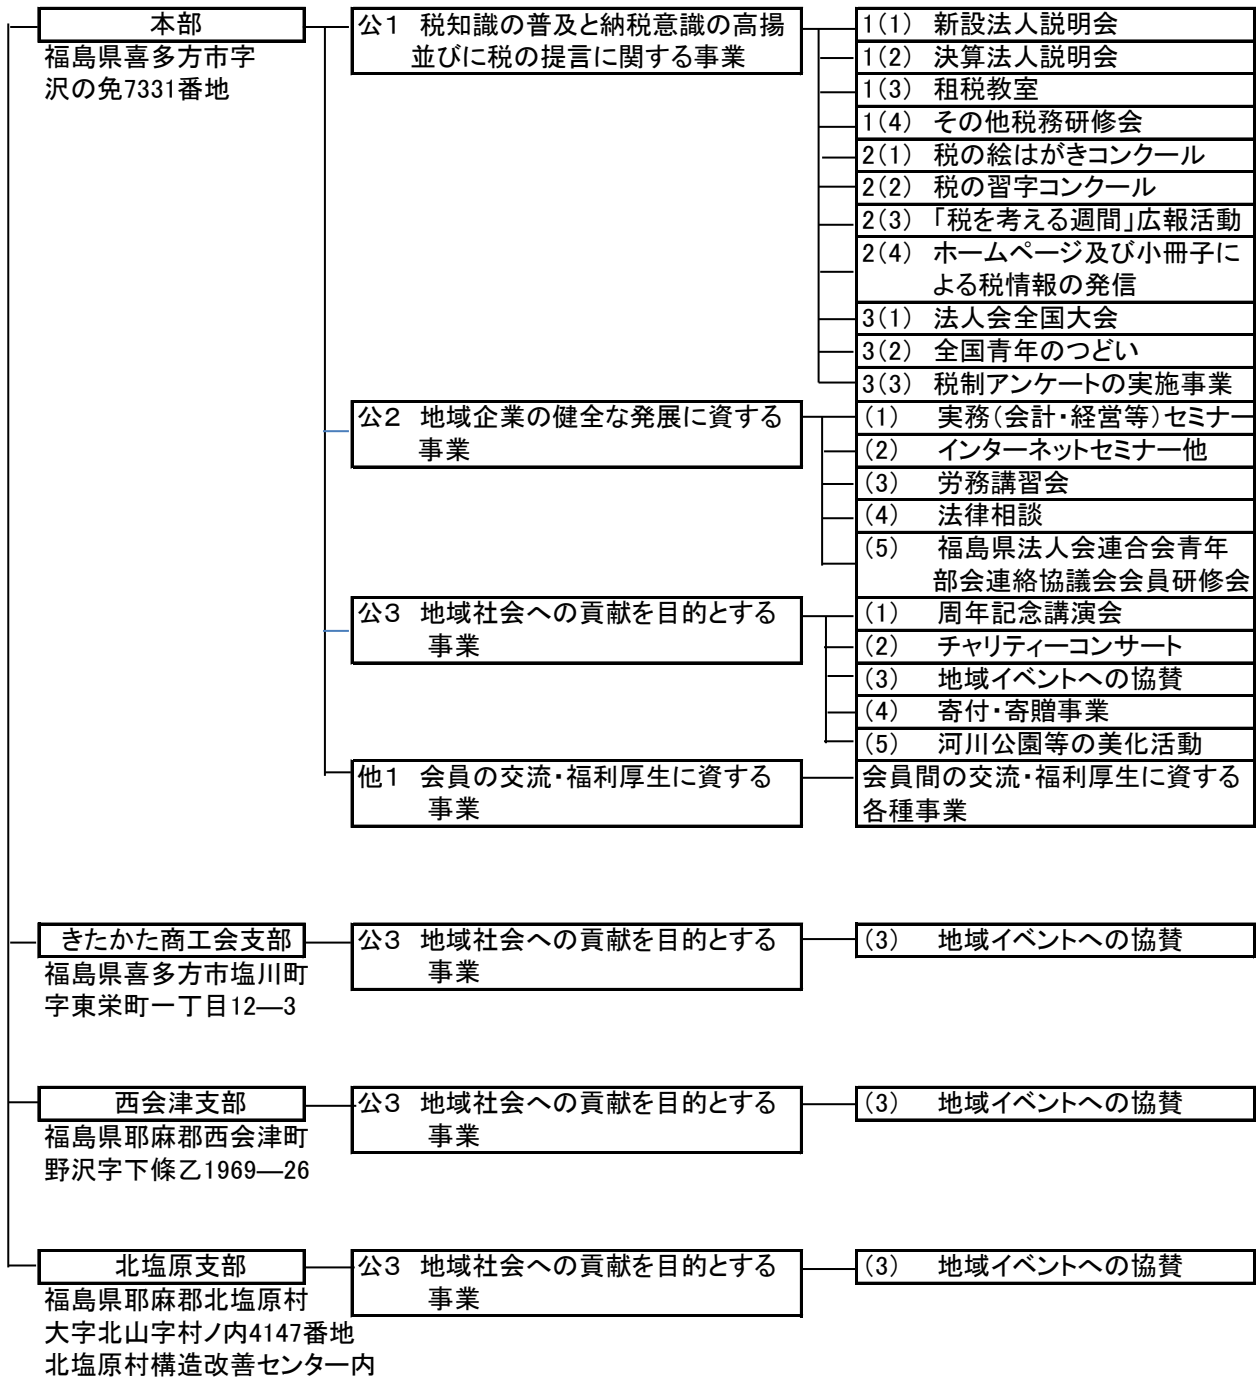 本部
福島県喜多方市字
沢の免7331番地
公1 税知識の普及と納税意識の高揚
並びに税の提言に関する事業
1(1) 新設法人説明会
1(2) 決算法人説明会
1(3) 租税教室
1(4) その他税務研修会
2(1) 税の絵はがきコンクール
2(2) 税の習字コンクール
2(3) 「税を考える週間」広報活動
2(4) ホームページ及び小冊子に
よる税情報の発信
3(1) 法人会全国大会
3(2) 全国青年のつどい
3(3) 税制アンケートの実施事業
公2 地域企業の健全な発展に資する
事業
(1) 実務(会計・経営等)セミナー
(2) インターネットセミナー他
(3) 労務講習会
(4) 法律相談
(5) 福島県法人会連合会青年
部会連絡協議会会員研修会
公3 地域社会への貢献を目的とする
事業
(1) 周年記念講演会
(2) チャリティーコンサート
(3) 地域イベントへの協賛
(4) 寄付・寄贈事業
(5) 河川公園等の美化活動
他1 会員の交流・福利厚生に資する
事業
会員間の交流・福利厚生に資する
各種事業
きたかた商工会支部
福島県喜多方市塩川町
字東栄町一丁目12―3
公3 地域社会への貢献を目的とする
事業
(3) 地域イベントへの協賛
西会津支部
福島県耶麻郡西会津町
野沢字下條乙1969―26
公3 地域社会への貢献を目的とする
事業
(3) 地域イベントへの協賛
北塩原支部
福島県耶麻郡北塩原村
大字北山字村ノ内4147番地
北塩原村構造改善センター内
公3 地域社会への貢献を目的とする
事業
(3) 地域イベントへの協賛